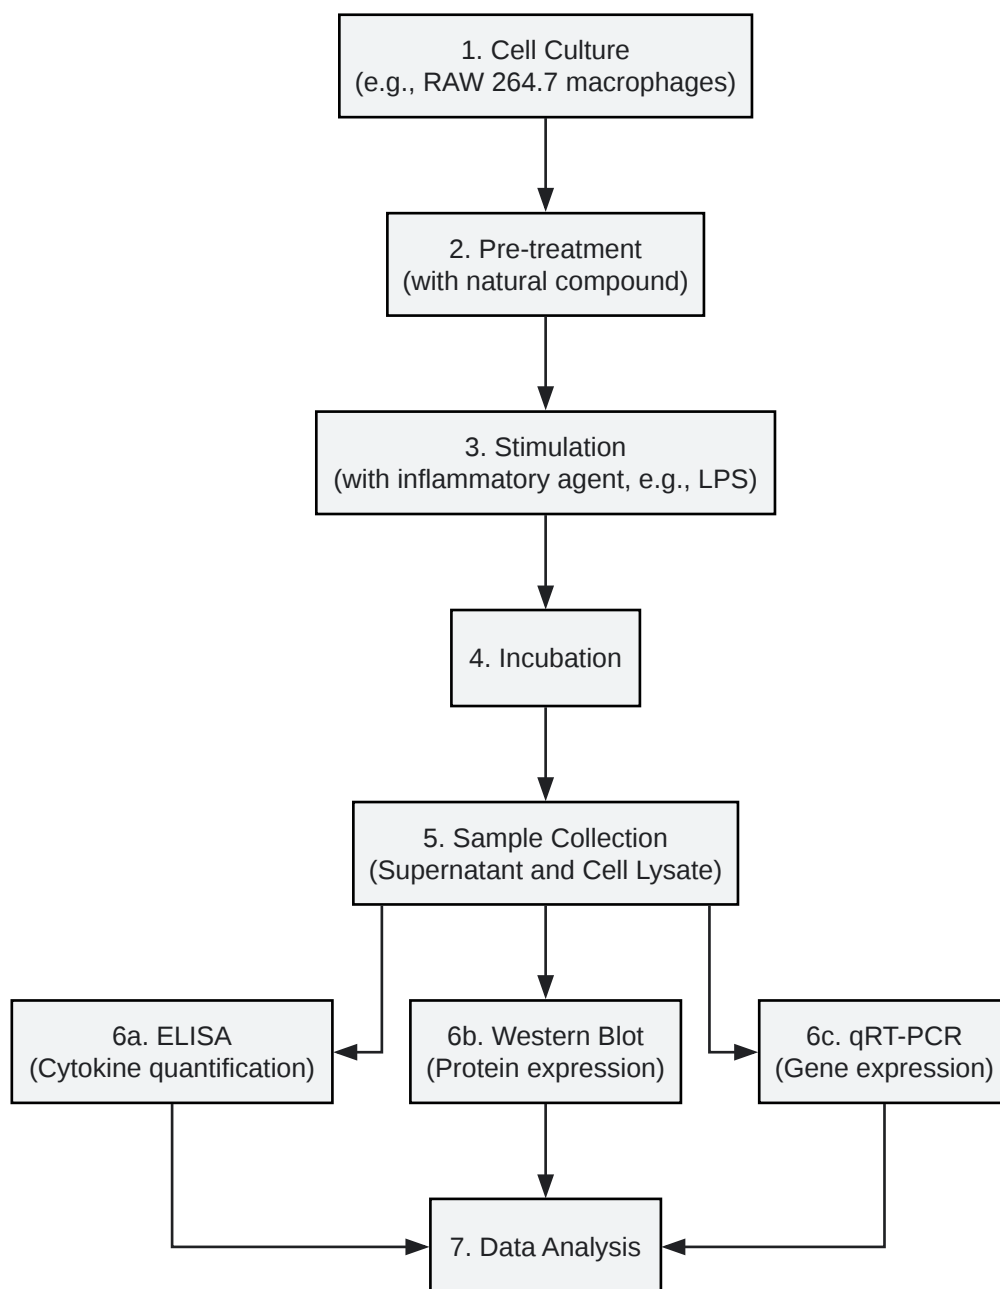 1. Cell Culture
(e.g., RAW 264.7 macrophages)
2. Pre-treatment
(with natural compound)
3. Stimulation
(with inflammatory agent, e.g., LPS)
4. Incubation
5. Sample Collection
(Supernatant and Cell Lysate)
6a. ELISA
(Cytokine quantification)
6b. Western Blot
(Protein expression)
6c. qRT-PCR
(Gene expression)
7. Data Analysis